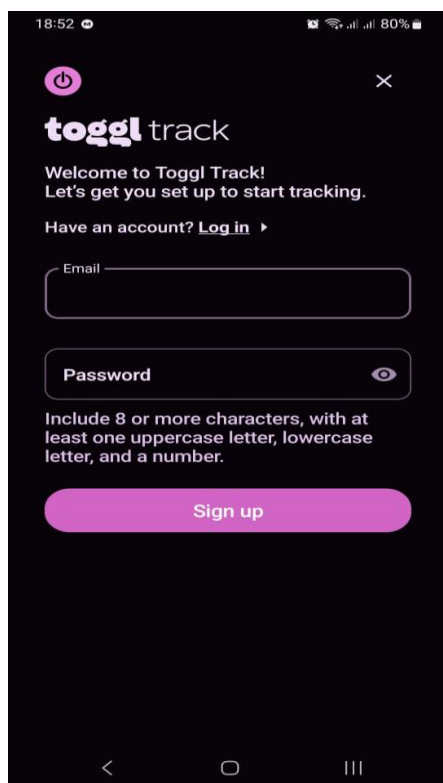 18:52 80%
toggl track
Welcome to Toggl Track!
Let's get you set up to start tracking.
Have an account? Log in
Email
Password
Include 8 or more characters, with at
least one uppercase letter, lowercase
letter, and a number.
Sign up